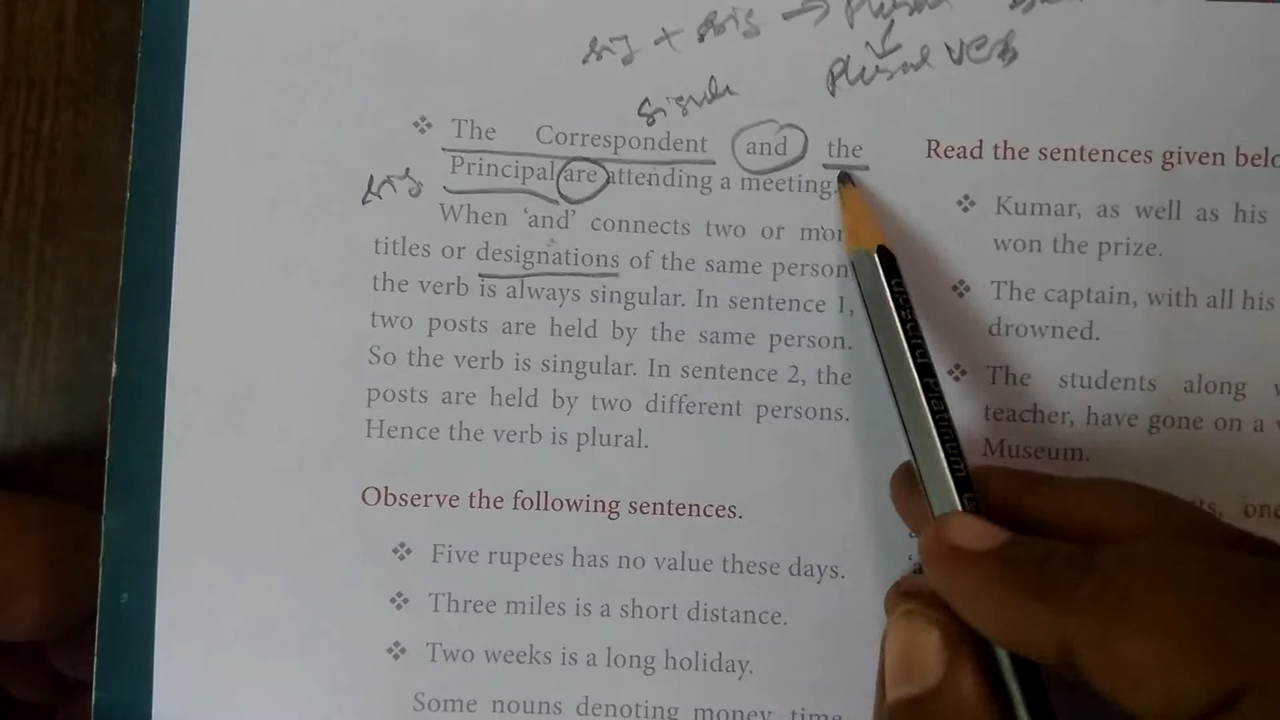 sig + sig → plural
plural verb
singular
❖ The Correspondent and the
Principal are attending a meeting.
sig
When ‘and’ connects two or mor
titles or designations of the same person,
the verb is always singular. In sentence 1,
two posts are held by the same person.
So the verb is singular. In sentence 2, the
posts are held by two different persons.
Hence the verb is plural.
Observe the following sentences.
❖ Five rupees has no value these days.
❖ Three miles is a short distance.
❖ Two weeks is a long holiday.
Some nouns denoting money, time
Read the sentences given belo
❖ Kumar, as well as his
won the prize.
❖ The captain, with all his
drowned.
❖ The students along
teacher, have gone on a
Museum.
Platinum